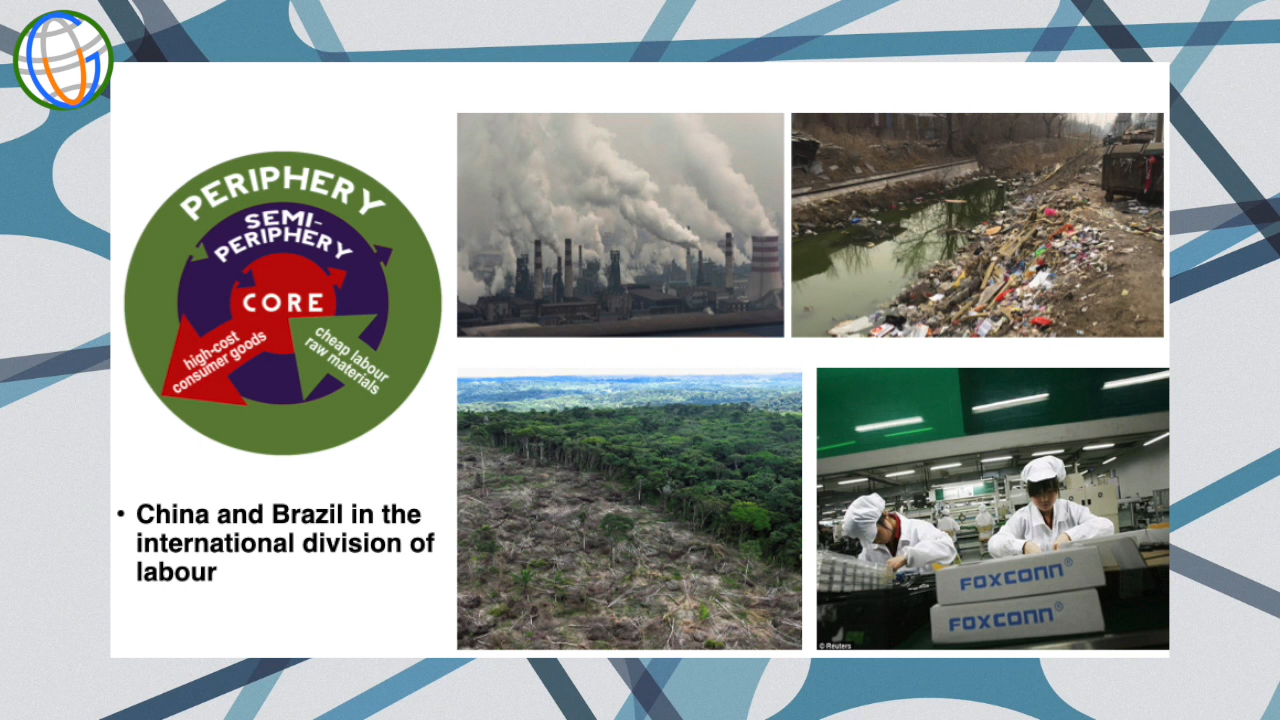 PERIPHERY
SEMI-
PERIPHERY
CORE
high-cost
consumer goods
cheap labour
raw materials
• China and Brazil in the
international division of
labour
FOXCONN®
FOXCONN®
© Reuters